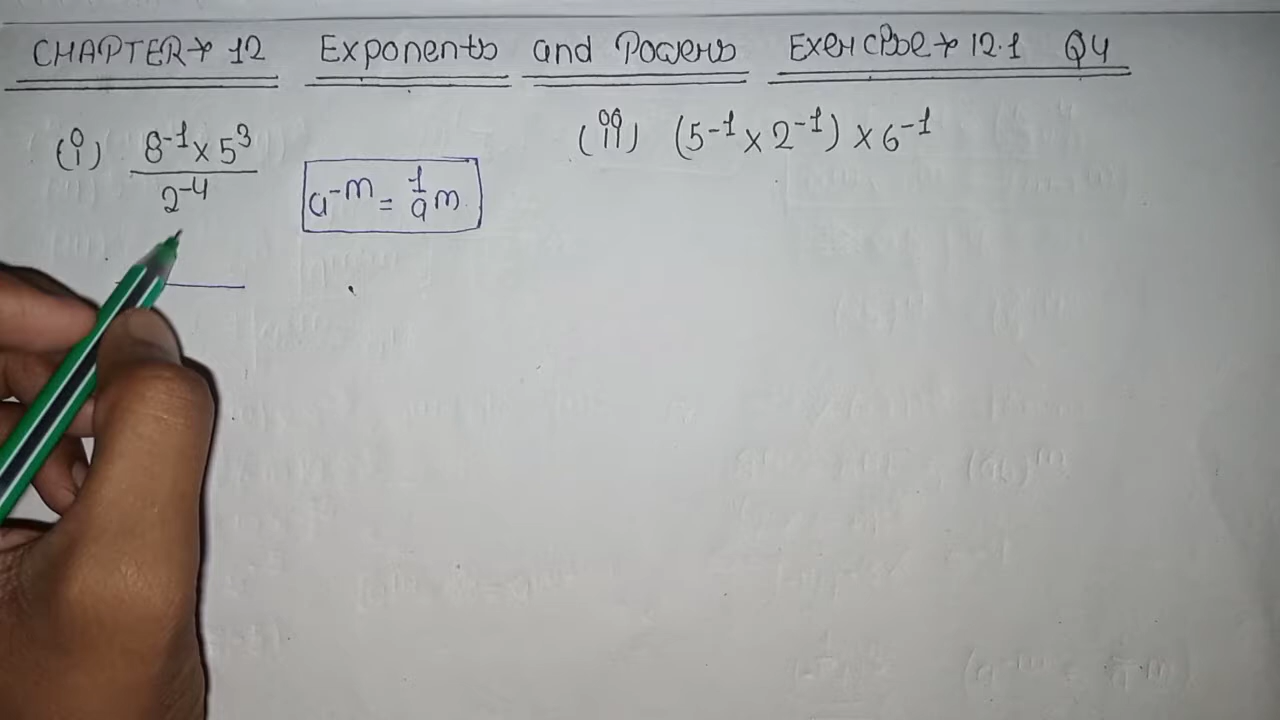 CHAPTER→ 12 Exponents and Powers Exercise→ 12.1 Q4
(i) 8⁻¹ × 5³ / 2⁻⁴
a⁻ᵐ = 1/aᵐ
(ii) (5⁻¹ × 2⁻¹) × 6⁻¹